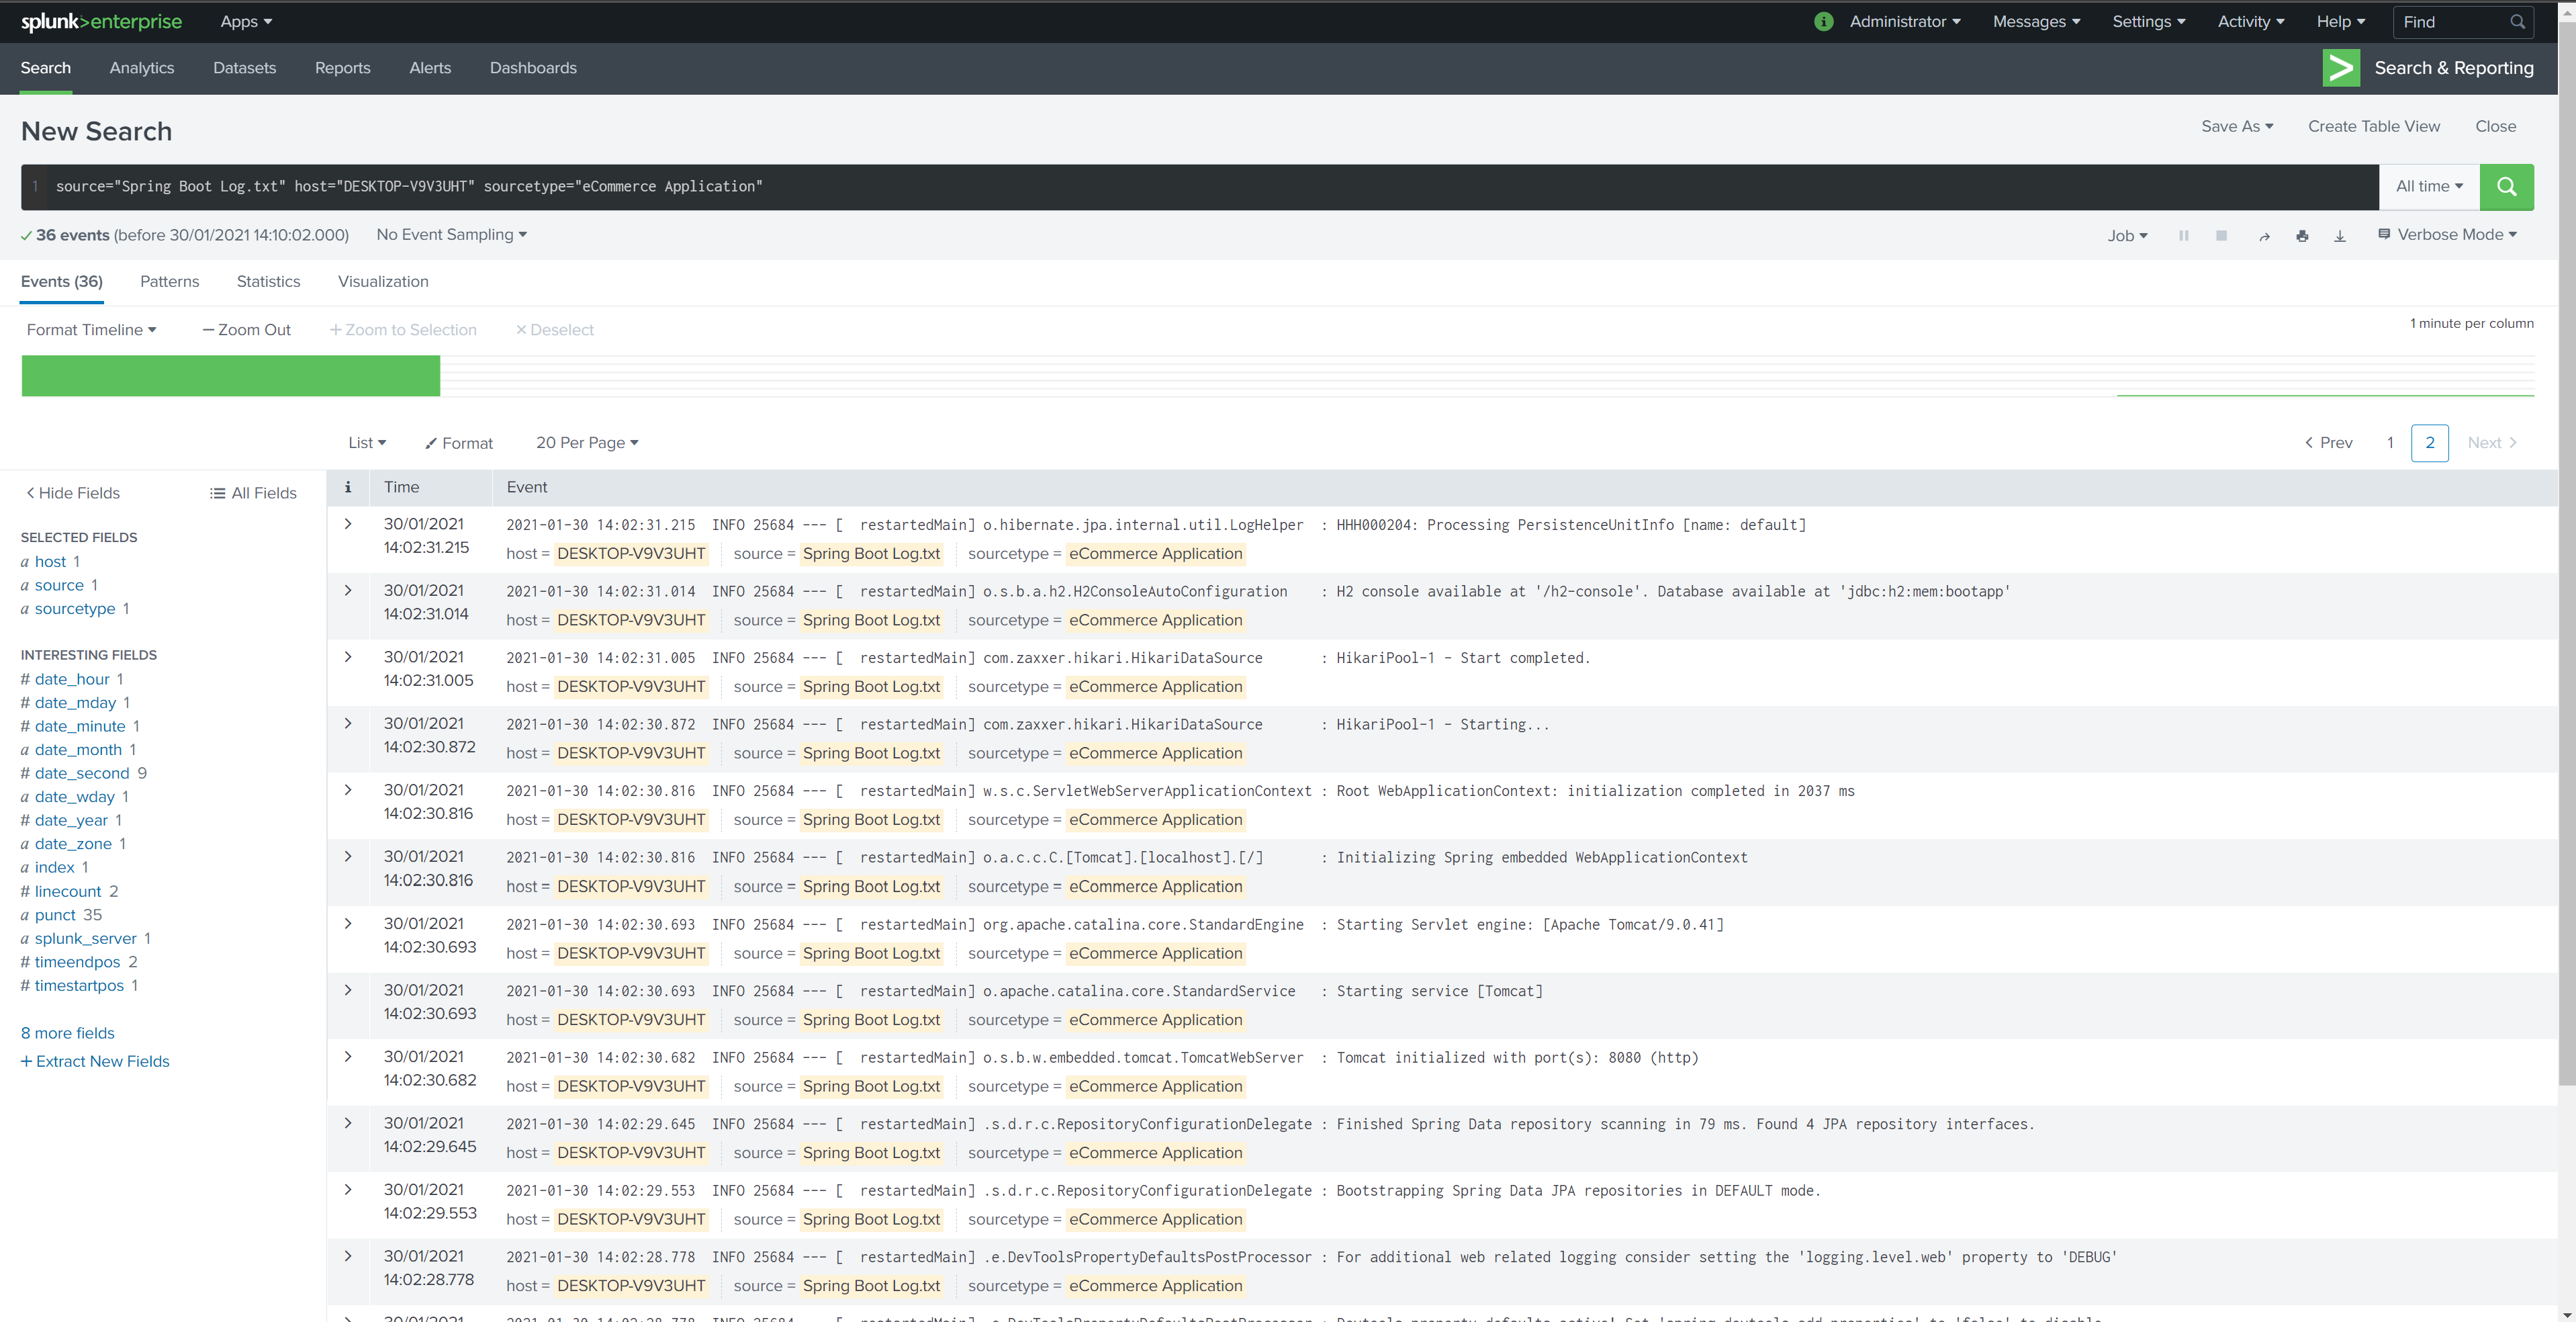 splunk>enterprise Apps Administrator Messages Settings Activity Help Find
Search Analytics Datasets Reports Alerts Dashboards Search & Reporting
New Search Save As Create Table View Close
1 source="Spring Boot Log.txt" host="DESKTOP-V9V3UHT" sourcetype="eCommerce Application" All time
36 events (before 30/01/2021 14:10:02.000) No Event Sampling Job Verbose Mode
Events (36) Patterns Statistics Visualization
Format Timeline — Zoom Out + Zoom to Selection × Deselect 1 minute per column
List Format 20 Per Page < Prev 1 2 Next >
< Hide Fields All Fields
SELECTED FIELDS
a host 1
a source 1
a sourcetype 1
INTERESTING FIELDS
# date_hour 1
# date_mday 1
# date_minute 1
a date_month 1
# date_second 9
a date_wday 1
# date_year 1
a date_zone 1
a index 1
# linecount 2
a punct 35
a splunk_server 1
# timeendpos 2
# timestartpos 1
8 more fields
+ Extract New Fields
i Time Event
30/01/2021 14:02:31.215
2021-01-30 14:02:31.215  INFO 25684 --- [  restartedMain] o.hibernate.jpa.internal.util.LogHelper  : HHH000204: Processing PersistenceUnitInfo [name: default]
host = DESKTOP-V9V3UHT source = Spring Boot Log.txt sourcetype = eCommerce Application
30/01/2021 14:02:31.014
2021-01-30 14:02:31.014  INFO 25684 --- [  restartedMain] o.s.b.a.h2.H2ConsoleAutoConfiguration    : H2 console available at '/h2-console'. Database available at 'jdbc:h2:mem:bootapp'
host = DESKTOP-V9V3UHT source = Spring Boot Log.txt sourcetype = eCommerce Application
30/01/2021 14:02:31.005
2021-01-30 14:02:31.005  INFO 25684 --- [  restartedMain] com.zaxxer.hikari.HikariDataSource       : HikariPool-1 - Start completed.
host = DESKTOP-V9V3UHT source = Spring Boot Log.txt sourcetype = eCommerce Application
30/01/2021 14:02:30.872
2021-01-30 14:02:30.872  INFO 25684 --- [  restartedMain] com.zaxxer.hikari.HikariDataSource       : HikariPool-1 - Starting...
host = DESKTOP-V9V3UHT source = Spring Boot Log.txt sourcetype = eCommerce Application
30/01/2021 14:02:30.816
2021-01-30 14:02:30.816  INFO 25684 --- [  restartedMain] w.s.c.ServletWebServerApplicationContext : Root WebApplicationContext: initialization completed in 2037 ms
host = DESKTOP-V9V3UHT source = Spring Boot Log.txt sourcetype = eCommerce Application
30/01/2021 14:02:30.816
2021-01-30 14:02:30.816  INFO 25684 --- [  restartedMain] o.a.c.c.C.[Tomcat].[localhost].[/]       : Initializing Spring embedded WebApplicationContext
host = DESKTOP-V9V3UHT source = Spring Boot Log.txt sourcetype = eCommerce Application
30/01/2021 14:02:30.693
2021-01-30 14:02:30.693  INFO 25684 --- [  restartedMain] org.apache.catalina.core.StandardEngine  : Starting Servlet engine: [Apache Tomcat/9.0.41]
host = DESKTOP-V9V3UHT source = Spring Boot Log.txt sourcetype = eCommerce Application
30/01/2021 14:02:30.693
2021-01-30 14:02:30.693  INFO 25684 --- [  restartedMain] o.apache.catalina.core.StandardService   : Starting service [Tomcat]
host = DESKTOP-V9V3UHT source = Spring Boot Log.txt sourcetype = eCommerce Application
30/01/2021 14:02:30.682
2021-01-30 14:02:30.682  INFO 25684 --- [  restartedMain] o.s.b.w.embedded.tomcat.TomcatWebServer  : Tomcat initialized with port(s): 8080 (http)
host = DESKTOP-V9V3UHT source = Spring Boot Log.txt sourcetype = eCommerce Application
30/01/2021 14:02:29.645
2021-01-30 14:02:29.645  INFO 25684 --- [  restartedMain] .s.d.r.c.RepositoryConfigurationDelegate : Finished Spring Data repository scanning in 79 ms. Found 4 JPA repository interfaces.
host = DESKTOP-V9V3UHT source = Spring Boot Log.txt sourcetype = eCommerce Application
30/01/2021 14:02:29.553
2021-01-30 14:02:29.553  INFO 25684 --- [  restartedMain] .s.d.r.c.RepositoryConfigurationDelegate : Bootstrapping Spring Data JPA repositories in DEFAULT mode.
host = DESKTOP-V9V3UHT source = Spring Boot Log.txt sourcetype = eCommerce Application
30/01/2021 14:02:28.778
2021-01-30 14:02:28.778  INFO 25684 --- [  restartedMain] .e.DevToolsPropertyDefaultsPostProcessor : For additional web related logging consider setting the 'logging.level.web' property to 'DEBUG'
host = DESKTOP-V9V3UHT source = Spring Boot Log.txt sourcetype = eCommerce Application